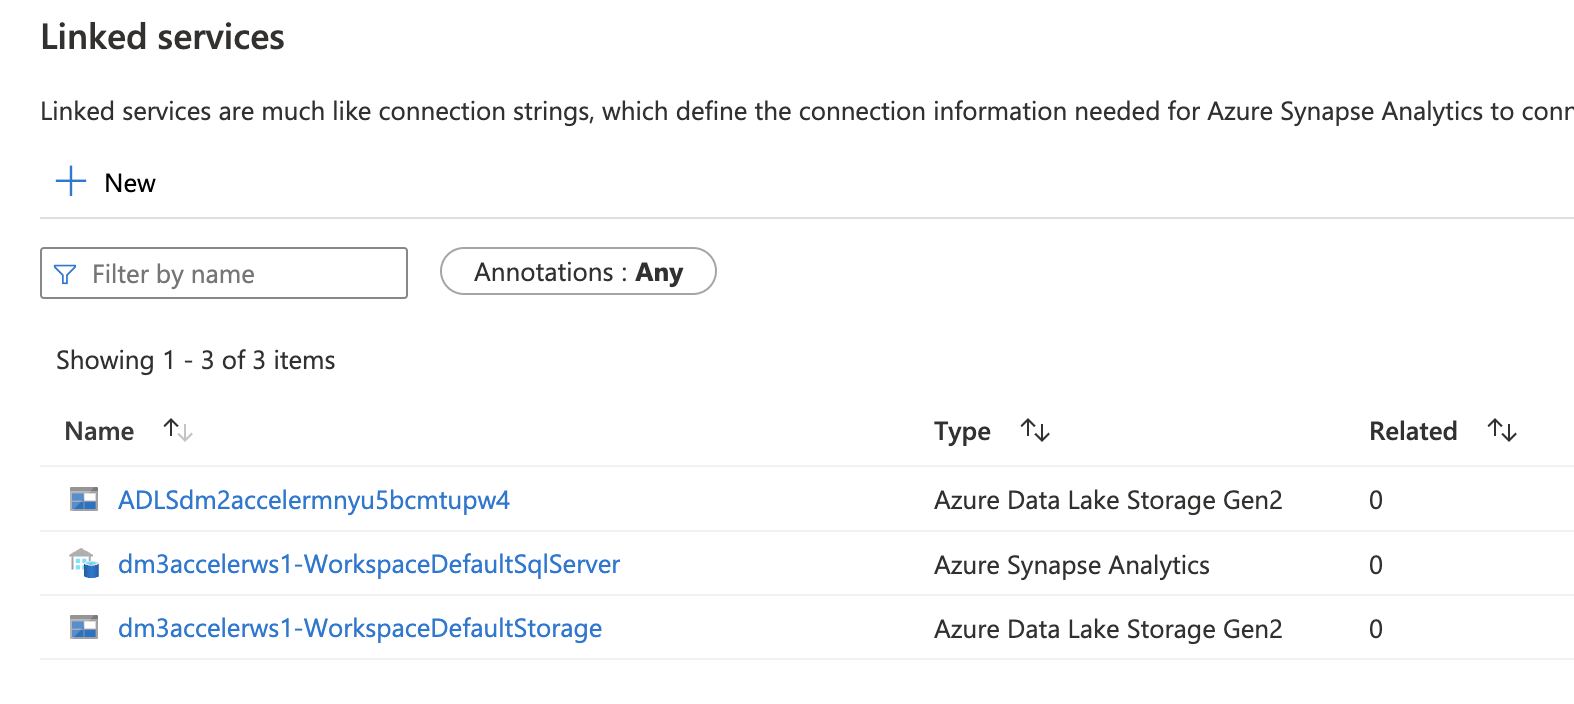 Linked services
Linked services are much like connection strings, which define the connection information needed for Azure Synapse Analytics to
New
Filter by name
Annotations : Any
Showing 1 - 3 of 3 items
Name Type Related
ADLSdm2accelermnyu5bcmtupw4 Azure Data Lake Storage Gen2 0
dm3accelerws1-WorkspaceDefaultSqlServer Azure Synapse Analytics 0
dm3accelerws1-WorkspaceDefaultStorage Azure Data Lake Storage Gen2 0